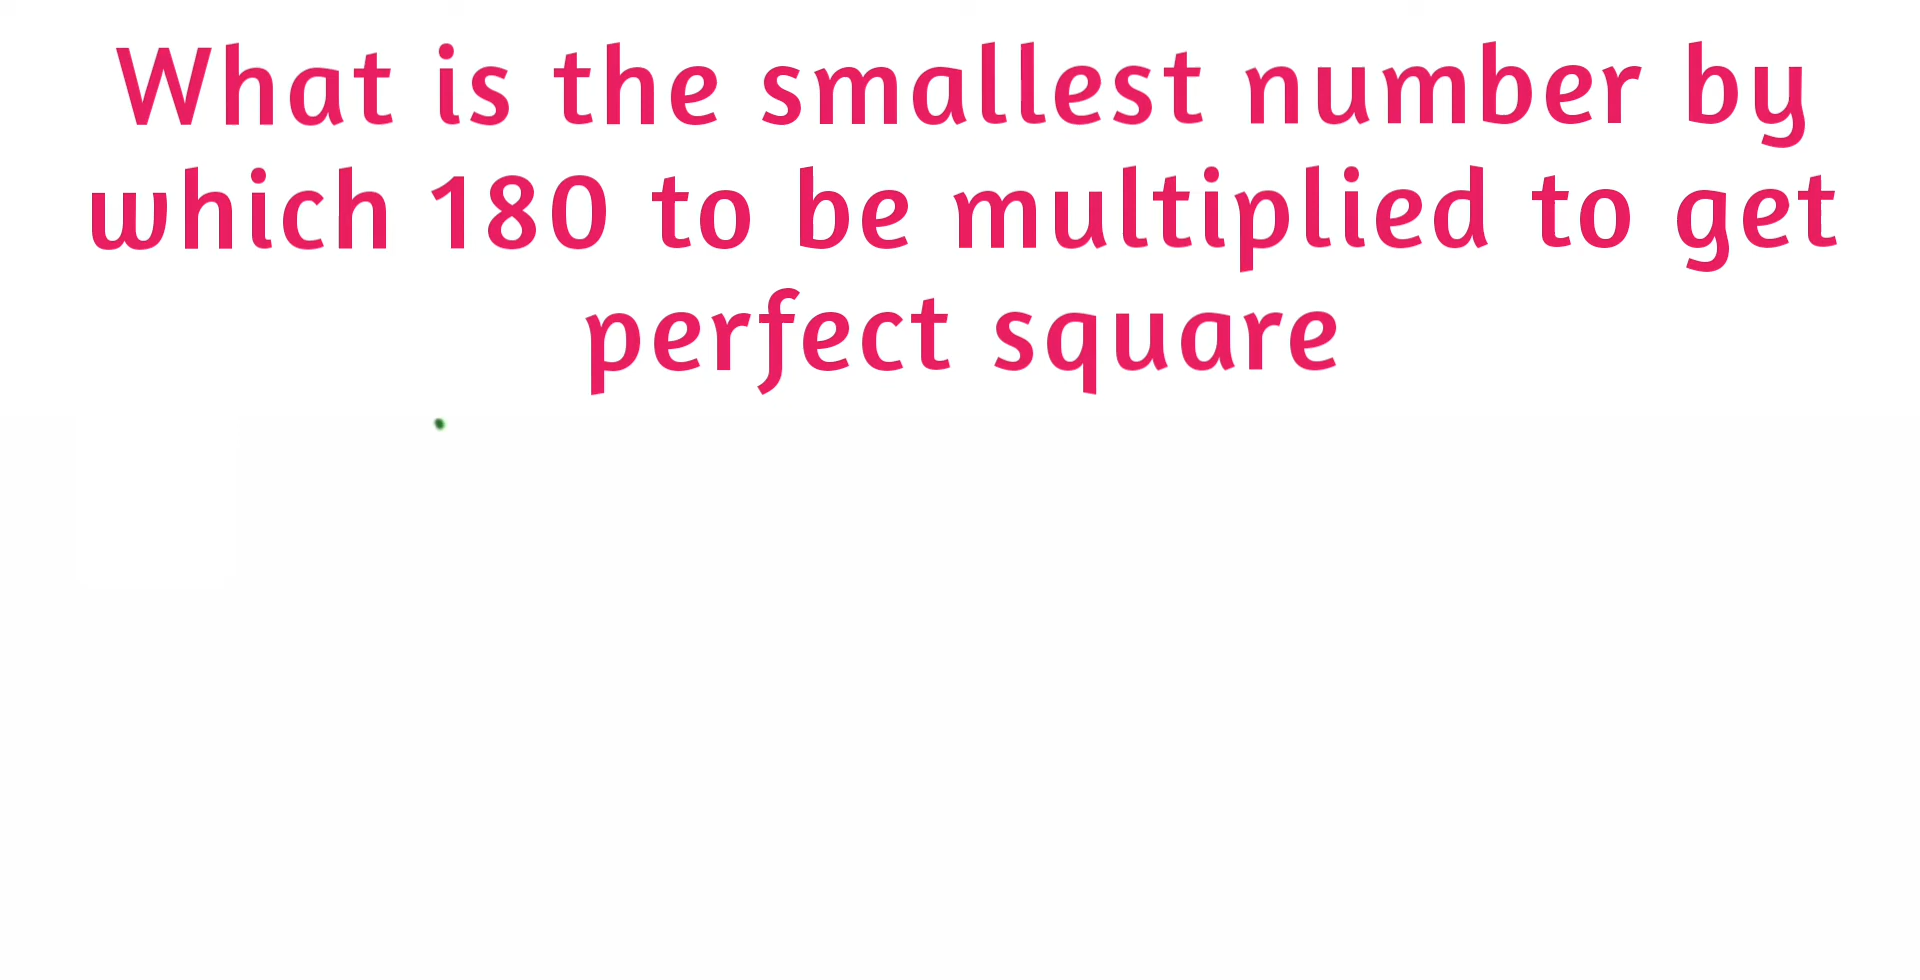 What is the smallest number by
which 180 to be multiplied to get
perfect square